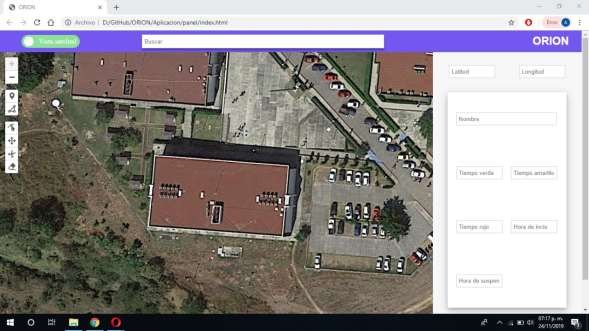 ORION
Archivo | D:/GitHub/ORION/Aplicacion/panel/index.html
Error
A
Vista satelital
Buscar
ORION
Latitud
Longitud
Nombre
Tiempo verde
Tiempo amarillo
Tiempo rojo
Hora de inicio
Hora de suspen
07:17 p. m.
24/11/2019